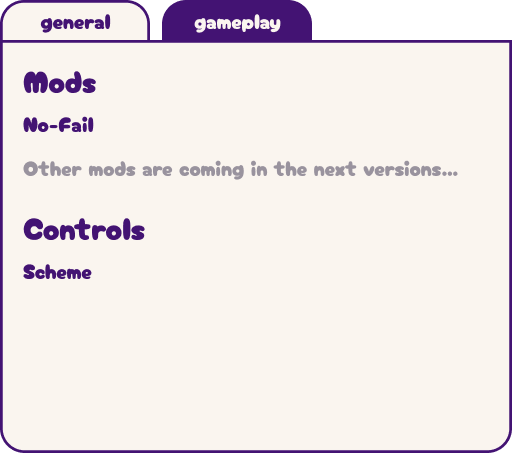 general
gameplay
Mods
No-Fail
Other mods are coming in the next versions...
Controls
Scheme